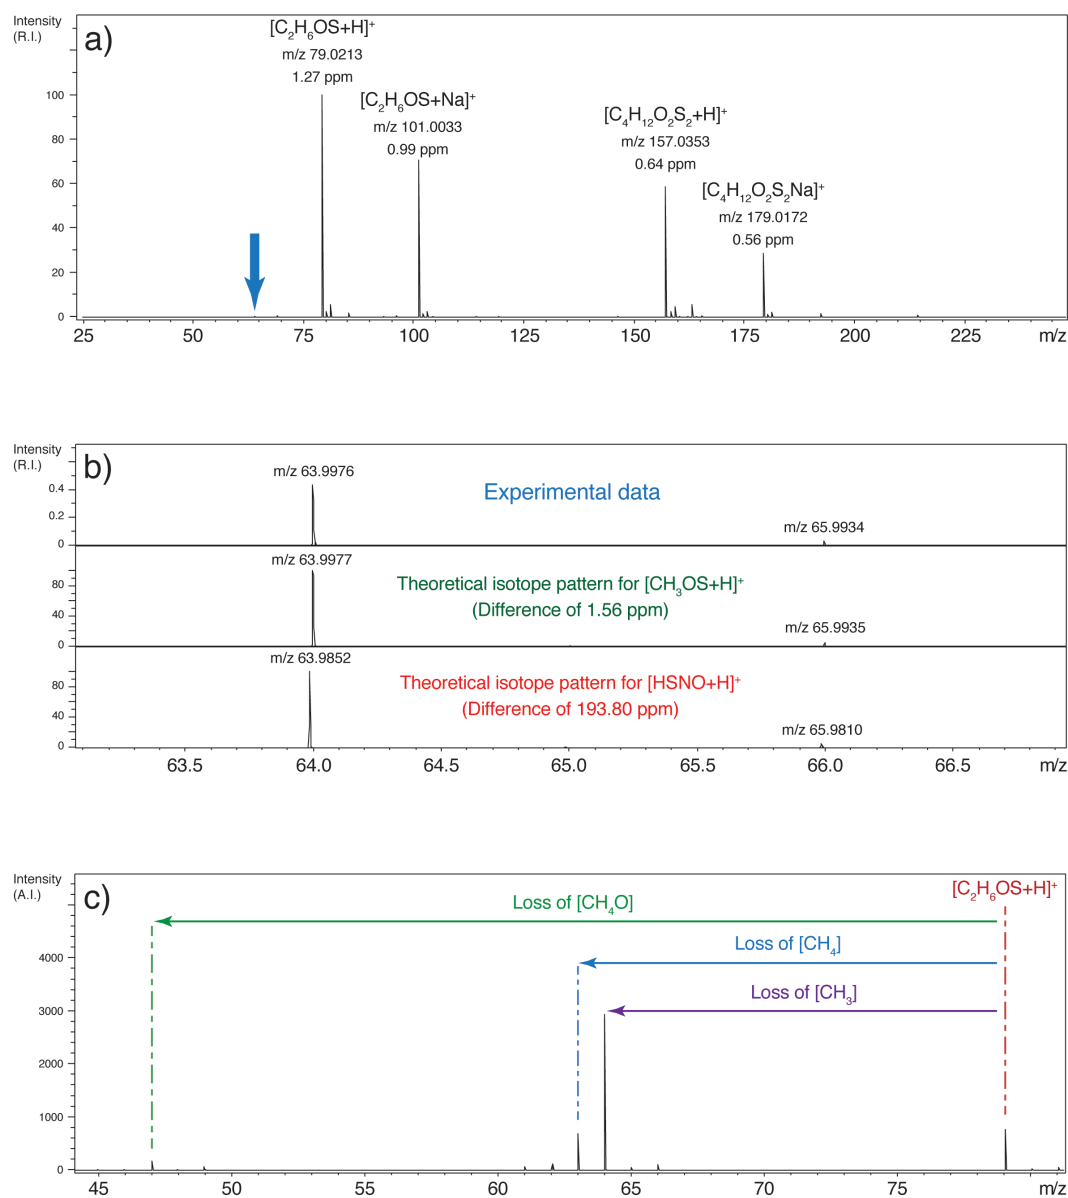 Intensity
(R.I.)
a)
[C₂H₆OS+H]⁺
m/z 79.0213
1.27 ppm
[C₂H₆OS+Na]⁺
m/z 101.0033
0.99 ppm
[C₄H₁₂O₂S₂+H]⁺
m/z 157.0353
0.64 ppm
[C₄H₁₂O₂S₂Na]⁺
m/z 179.0172
0.56 ppm
100
80
60
40
20
0
25 50 75 100 125 150 175 200 225 m/z
Intensity
(R.I.)
b)
m/z 63.9976
Experimental data
m/z 65.9934
0.4
0.2
0
m/z 63.9977
Theoretical isotope pattern for [CH₃OS+H]⁺
(Difference of 1.56 ppm)
m/z 65.9935
80
40
0
m/z 63.9852
Theoretical isotope pattern for [HSNO+H]⁺
(Difference of 193.80 ppm)
m/z 65.9810
80
40
0
63.5 64.0 64.5 65.0 65.5 66.0 66.5 m/z
Intensity
(A.I.)
c)
[C₂H₆OS+H]⁺
Loss of [CH₄O]
Loss of [CH₄]
Loss of [CH₃]
4000
3000
2000
1000
0
45 50 55 60 65 70 75 m/z